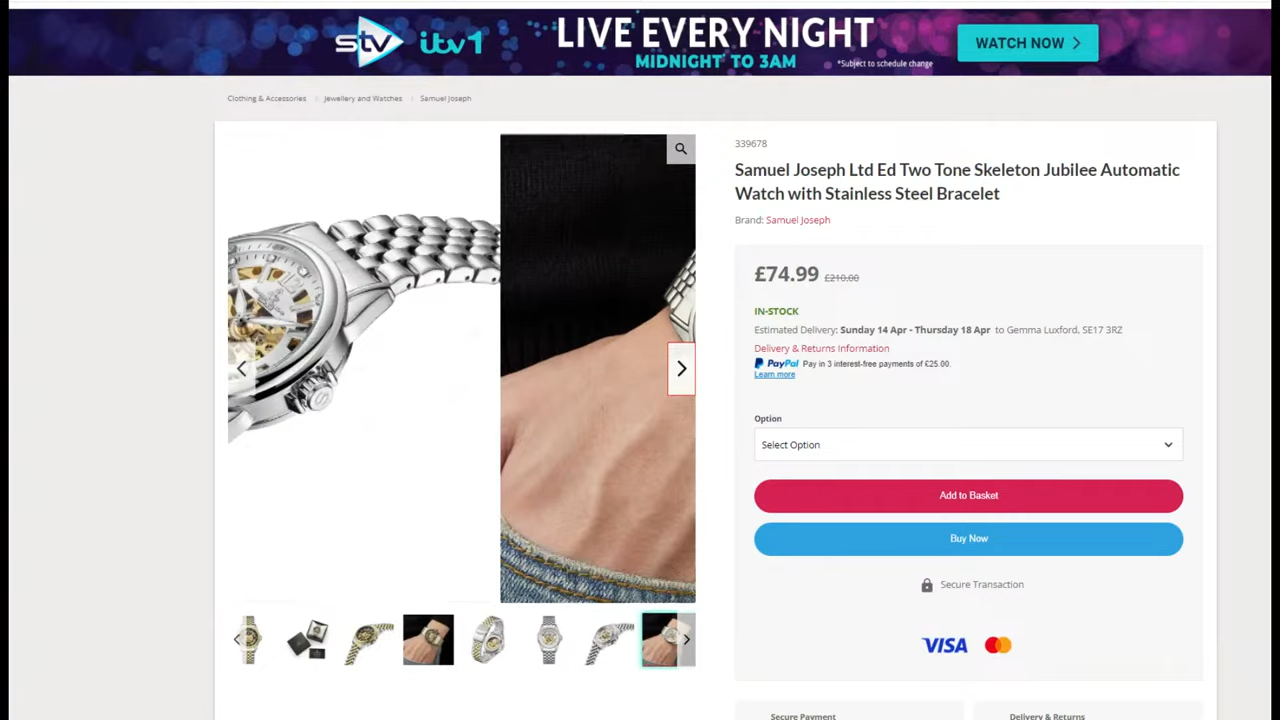 stv itv1 LIVE EVERY NIGHT WATCH NOW
MIDNIGHT TO 3AM *Subject to schedule change
Clothing & Accessories / Jewellery and Watches / Samuel Joseph
339678
Samuel Joseph Ltd Ed Two Tone Skeleton Jubilee Automatic
Watch with Stainless Steel Bracelet
Brand: Samuel Joseph
£74.99 £210.00
IN-STOCK
Estimated Delivery: Sunday 14 Apr - Thursday 18 Apr to Gemma Luxford, SE17 3RZ
Delivery & Returns Information
PayPal Pay in 3 interest-free payments of £25.00.
Learn more
Option
Select Option
Add to Basket
Buy Now
Secure Transaction
VISA
Secure Payment
Delivery & Returns